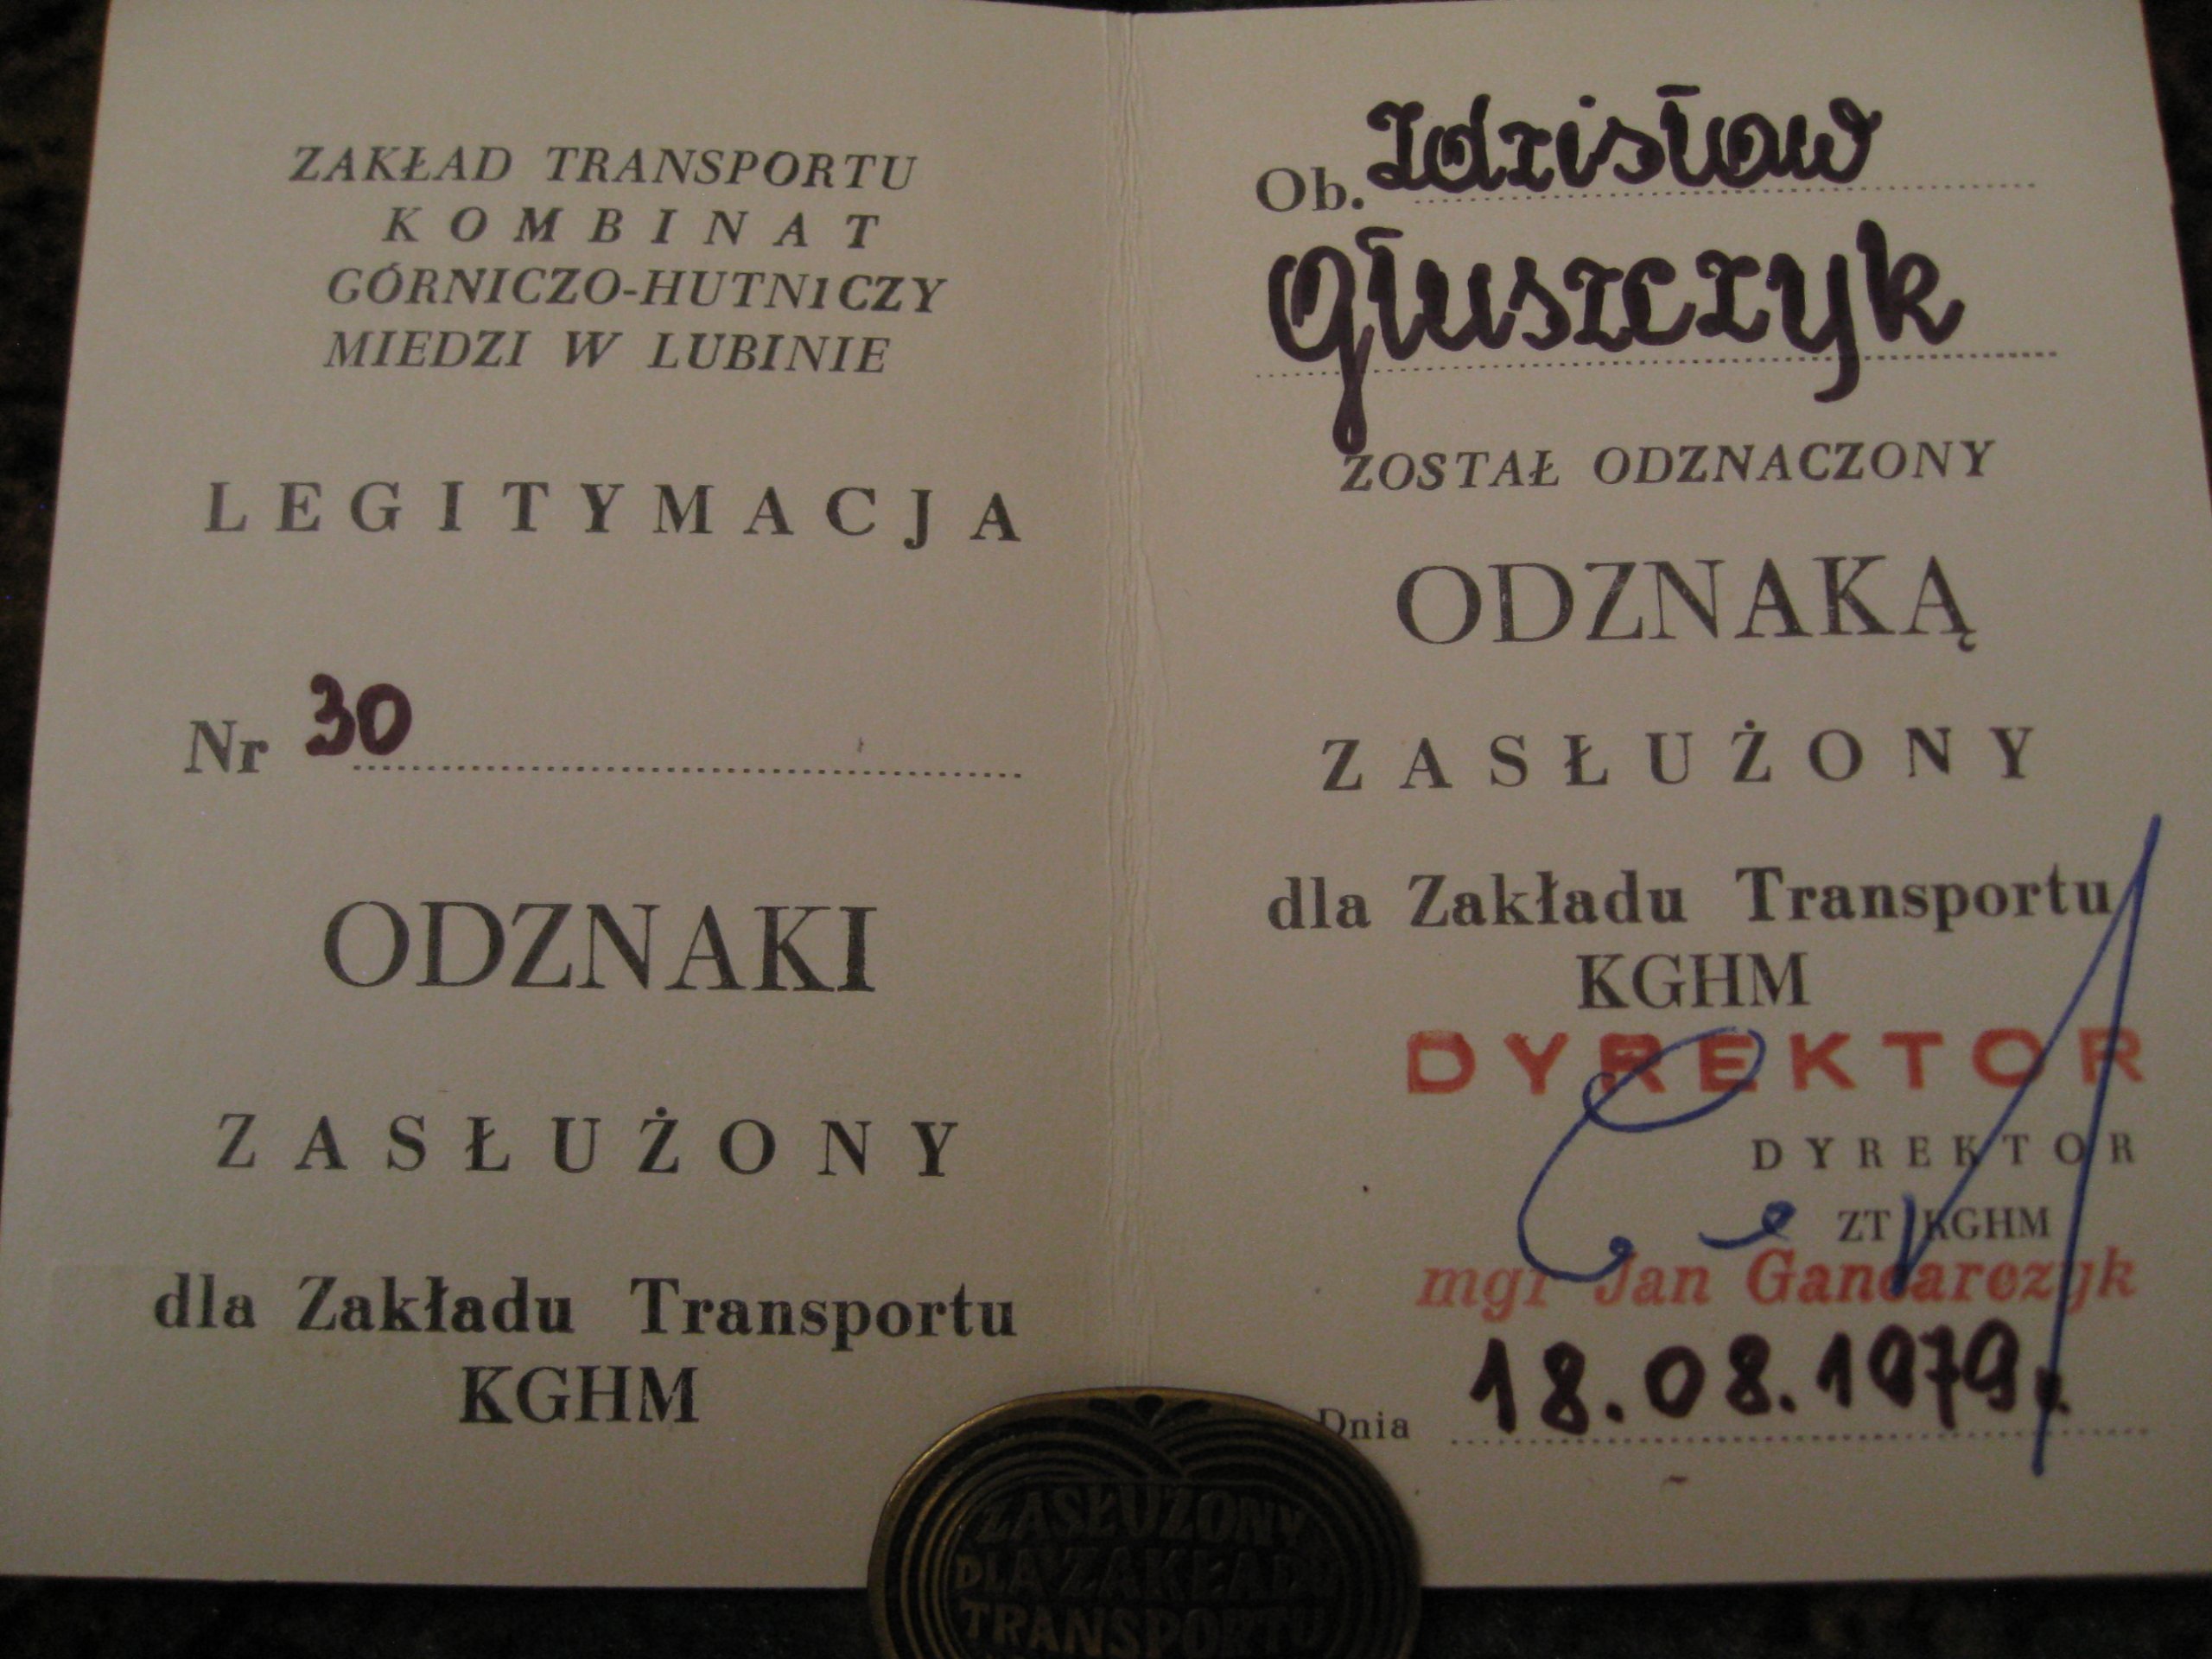 ZAKŁAD TRANSPORTU
KOMBINAT
GÓRNICZO-HUTN1CZY
MIEDZI W LUBINIE
LEGITYMACJA
Nr 30
ODZNAKI
ZASŁUŻONY
dla Zakładu Transportu
KGHM
Ob. Zdzisław
Głuszczyk
ZOSTAŁ ODZNACZONY
ODZNAKĄ
ZASŁUŻONY
dla Zakładu Transportu
KGHM
DYREKTOR
DYREKTOR
ZT KGHM
mgr Jan Gandarczyk
Dnia 18.08.1979.
ZASŁUŻONY
DLA ZAKŁADU
TRANSPORTU